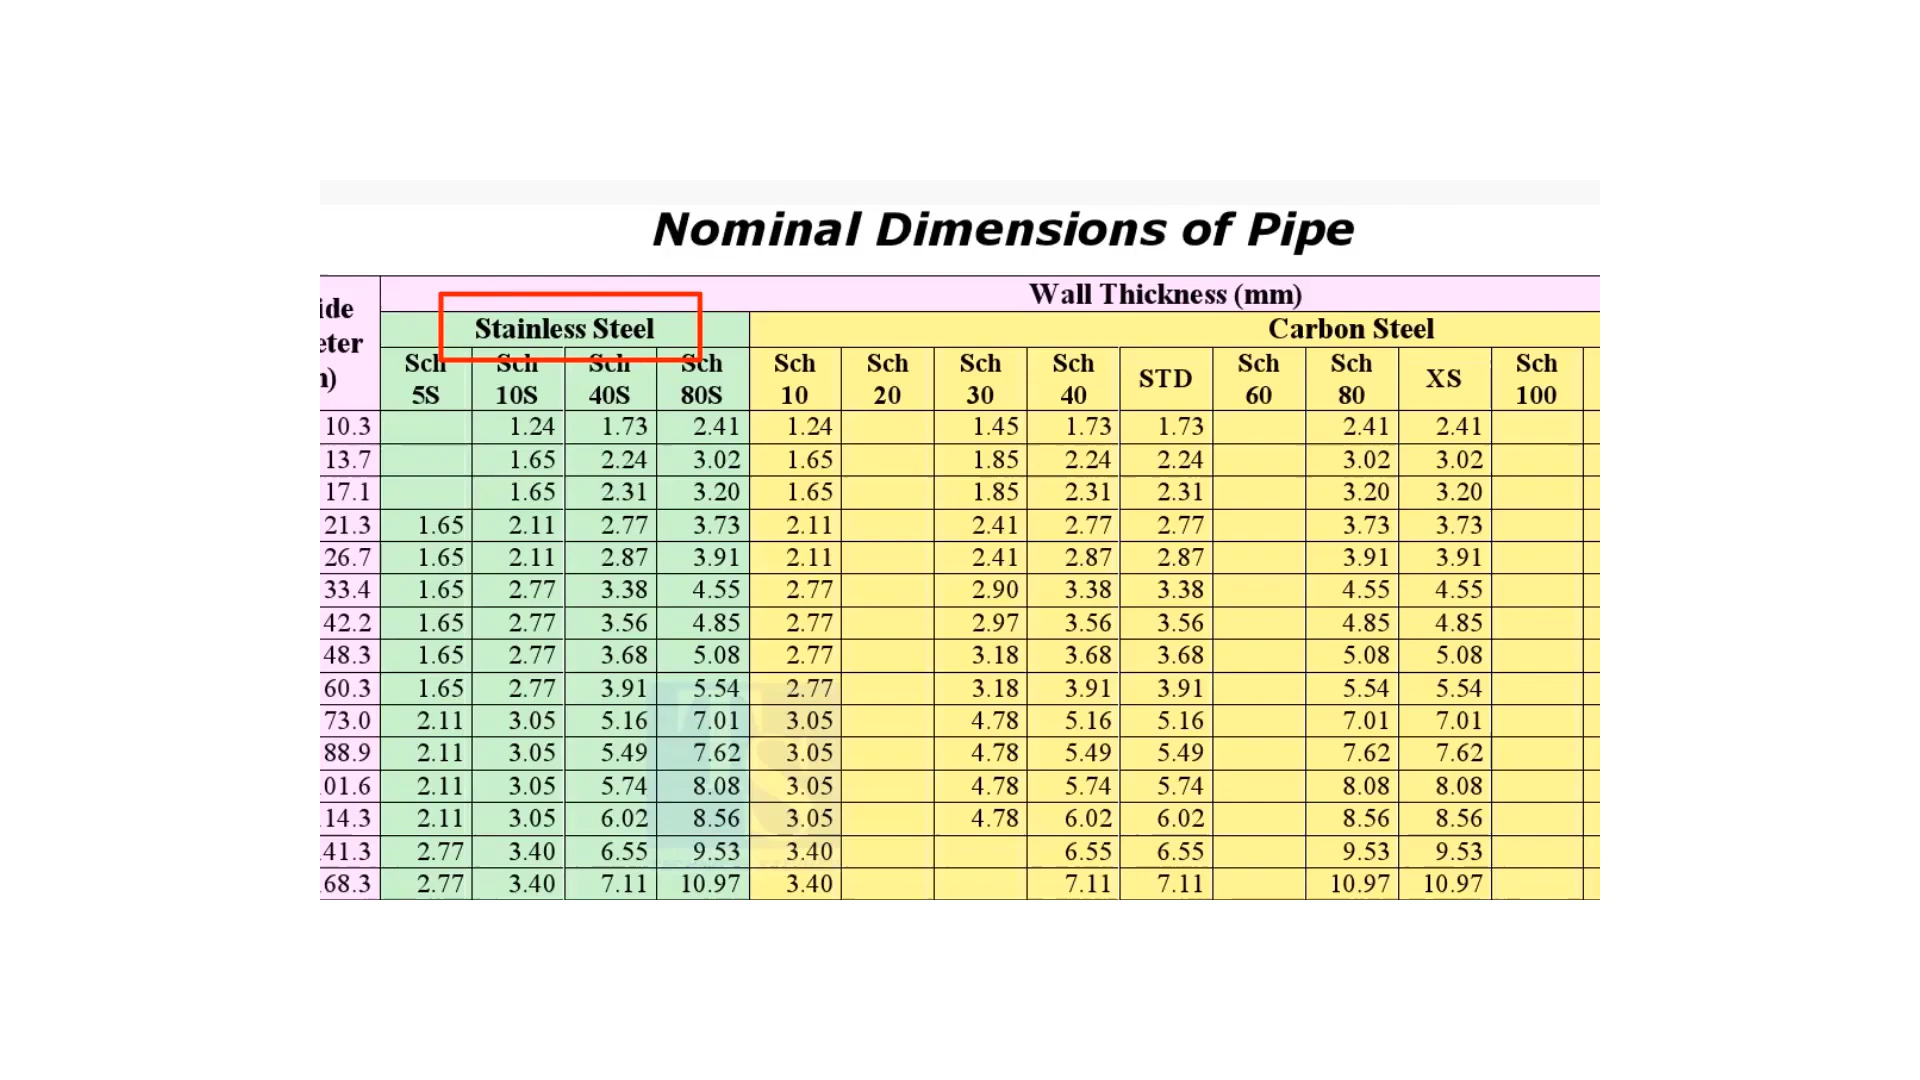 Nominal Dimensions of Pipe
ide
eter
)
Wall Thickness (mm)
Stainless Steel Carbon Steel
Sch 5S Sch 10S Sch 40S Sch 80S Sch 10 Sch 20 Sch 30 Sch 40 STD Sch 60 Sch 80 XS Sch 100
10.3 1.24 1.73 2.41 1.24 1.45 1.73 1.73 2.41 2.41
13.7 1.65 2.24 3.02 1.65 1.85 2.24 2.24 3.02 3.02
17.1 1.65 2.31 3.20 1.65 1.85 2.31 2.31 3.20 3.20
21.3 1.65 2.11 2.77 3.73 2.11 2.41 2.77 2.77 3.73 3.73
26.7 1.65 2.11 2.87 3.91 2.11 2.41 2.87 2.87 3.91 3.91
33.4 1.65 2.77 3.38 4.55 2.77 2.90 3.38 3.38 4.55 4.55
42.2 1.65 2.77 3.56 4.85 2.77 2.97 3.56 3.56 4.85 4.85
48.3 1.65 2.77 3.68 5.08 2.77 3.18 3.68 3.68 5.08 5.08
60.3 1.65 2.77 3.91 5.54 2.77 3.18 3.91 3.91 5.54 5.54
73.0 2.11 3.05 5.16 7.01 3.05 4.78 5.16 5.16 7.01 7.01
88.9 2.11 3.05 5.49 7.62 3.05 4.78 5.49 5.49 7.62 7.62
01.6 2.11 3.05 5.74 8.08 3.05 4.78 5.74 5.74 8.08 8.08
14.3 2.11 3.05 6.02 8.56 3.05 4.78 6.02 6.02 8.56 8.56
41.3 2.77 3.40 6.55 9.53 3.40 6.55 6.55 9.53 9.53
68.3 2.77 3.40 7.11 10.97 3.40 7.11 7.11 10.97 10.97